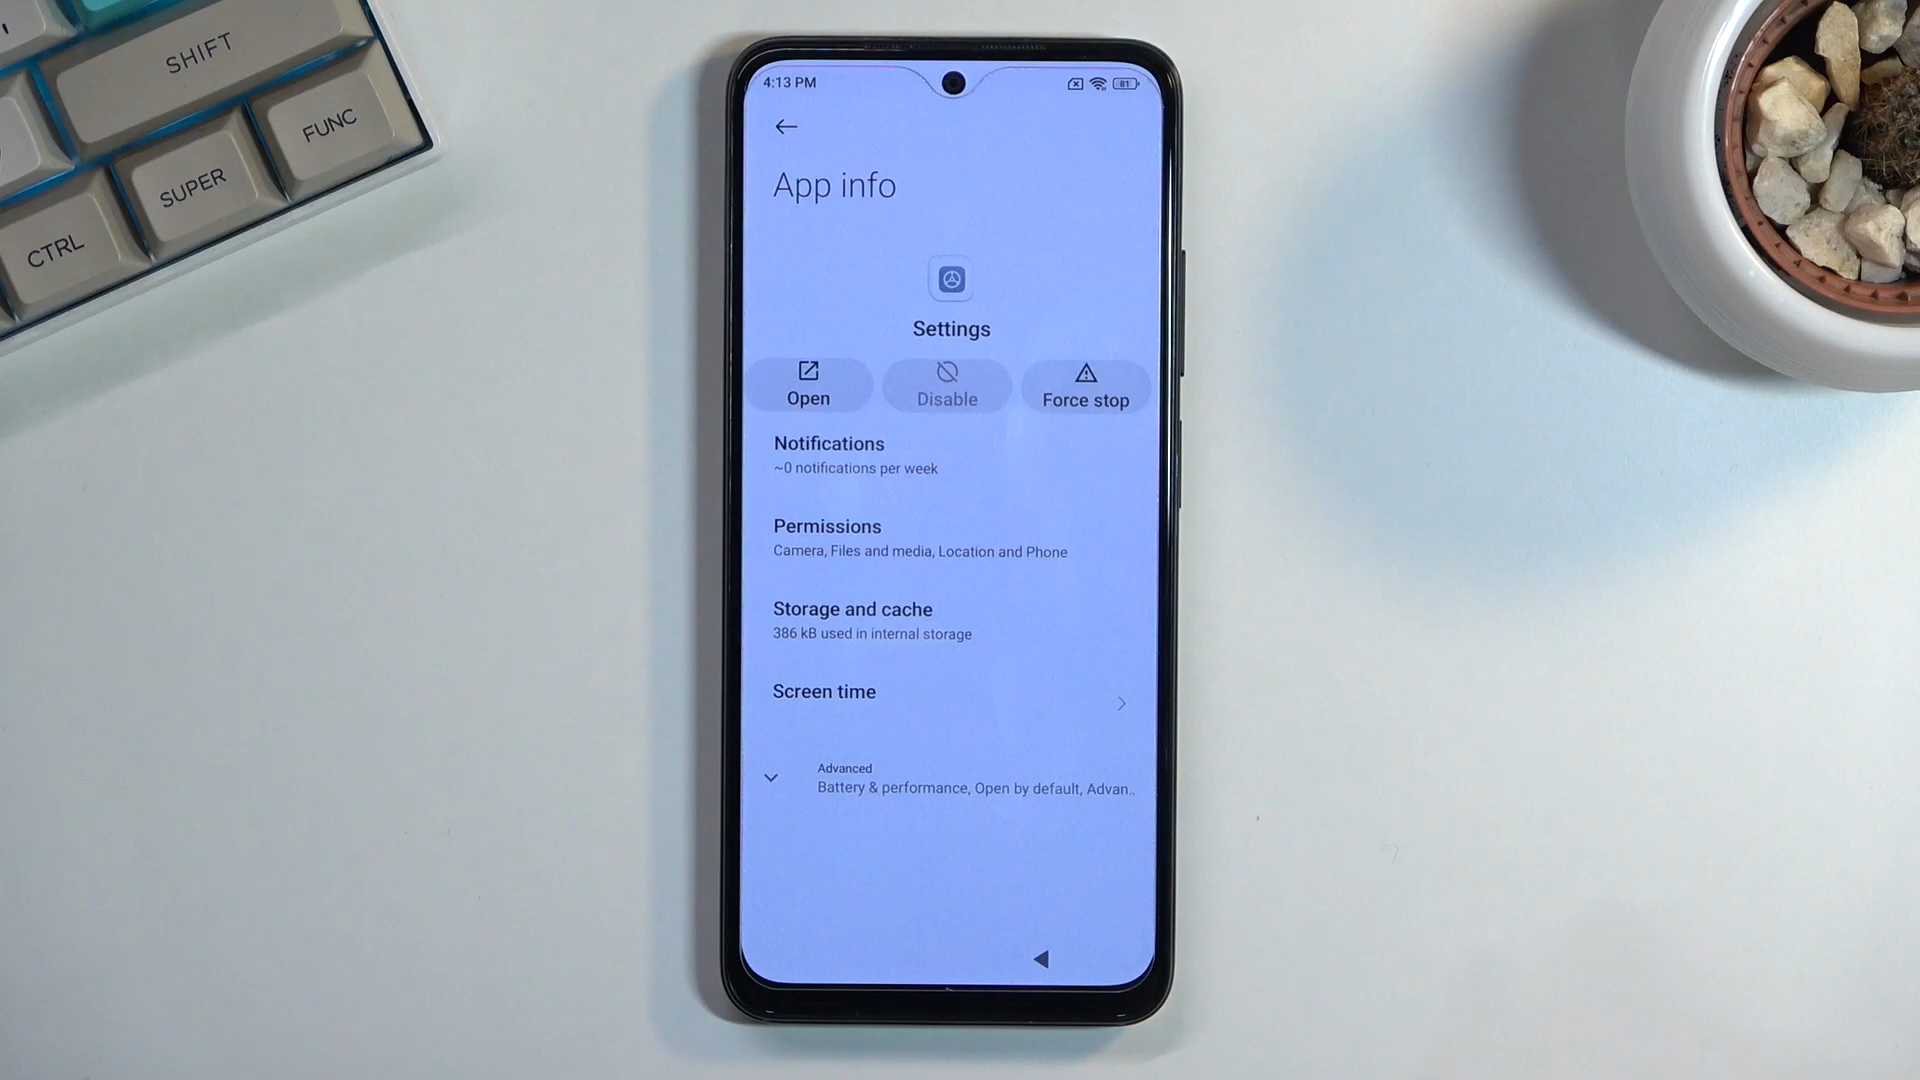 SHIFT
FUNC
SUPER
CTRL
4:13 PM
81
App info
Settings
Open
Disable
Force stop
Notifications
~0 notifications per week
Permissions
Camera, Files and media, Location and Phone
Storage and cache
386 kB used in internal storage
Screen time
Advanced
Battery & performance, Open by default, Advan..